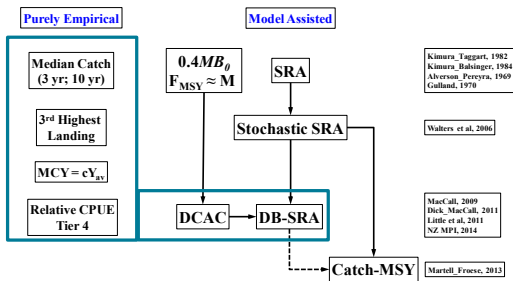 Purely Empirical
Model Assisted
Median Catch
(3 yr; 10 yr)
0.4MB₀
F_MSY ≈ M
SRA
Kimura_Taggart, 1982
Kimura_Balsinger, 1984
Alverson_Pereyra, 1969
Gulland, 1970
3rd Highest
Landing
Stochastic SRA
Walters et al, 2006
MCY = cY_av
Relative CPUE
Tier 4
DCAC
DB-SRA
MacCall, 2009
Dick_MacCall, 2011
Little et al, 2011
NZ MPI, 2014
Catch-MSY
Martell_Froese, 2013